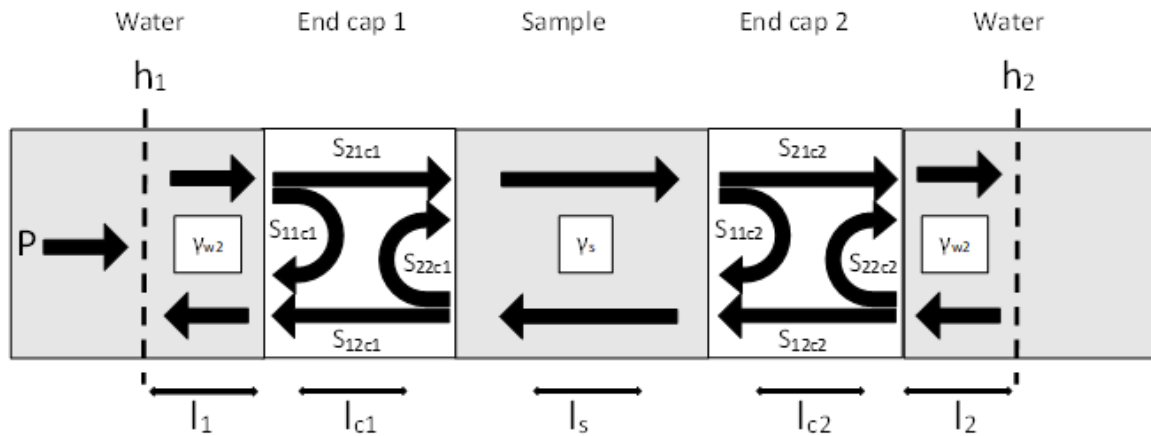 Water End cap 1 Sample End cap 2 Water
h₁ h₂
S₂₁c₁ S₂₁c₂
P γw₂ S₁₁c₁ S₂₂c₁ γs S₁₁c₂ S₂₂c₂ γw₂
S₁₂c₁ S₁₂c₂
l₁ lc₁ ls lc₂ l₂